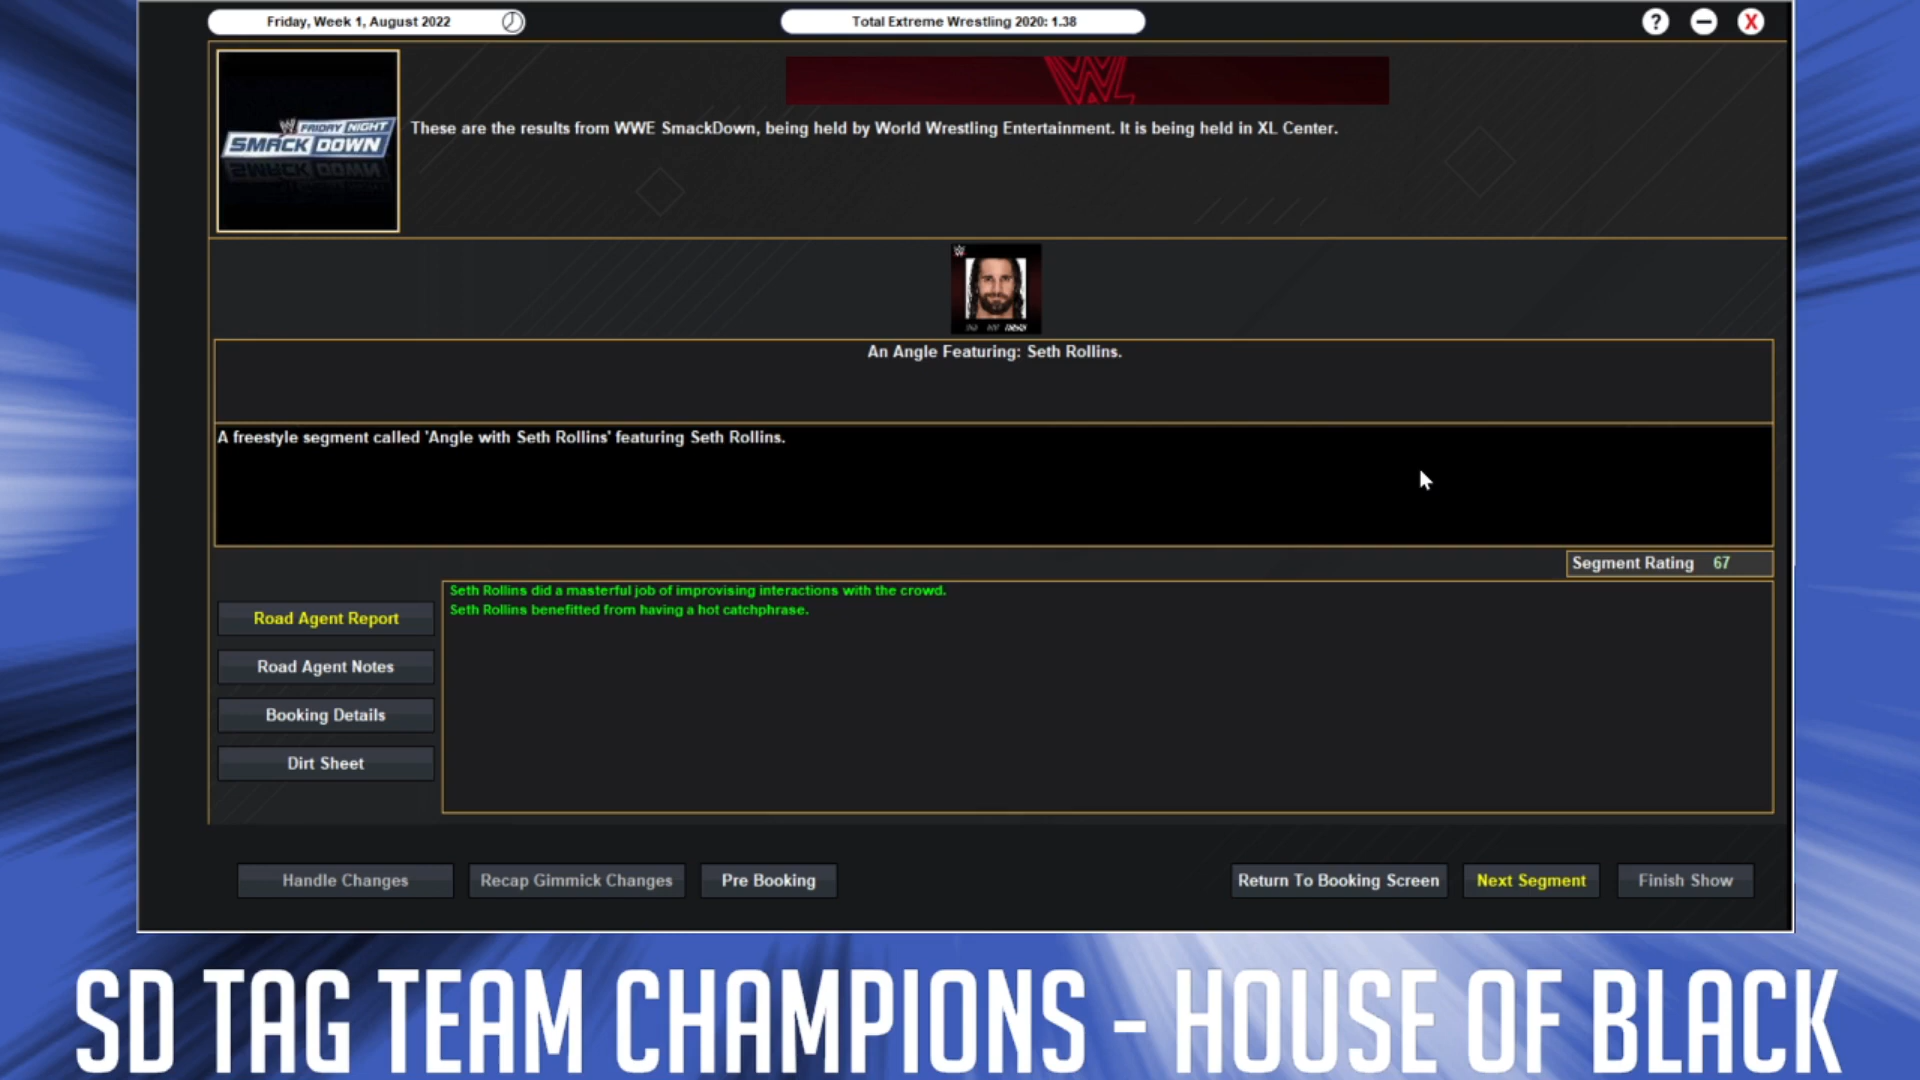 Friday, Week 1, August 2022
Total Extreme Wrestling 2020: 1.38
?
X
FRIDAY NIGHT
SMACK DOWN
These are the results from WWE SmackDown, being held by World Wrestling Entertainment. It is being held in XL Center.
An Angle Featuring: Seth Rollins.
A freestyle segment called 'Angle with Seth Rollins' featuring Seth Rollins.
Segment Rating 67
Seth Rollins did a masterful job of improvising interactions with the crowd.
Seth Rollins benefitted from having a hot catchphrase.
Road Agent Report
Road Agent Notes
Booking Details
Dirt Sheet
Handle Changes
Recap Gimmick Changes
Pre Booking
Return To Booking Screen
Next Segment
Finish Show
SD TAG TEAM CHAMPIONS - HOUSE OF BLACK